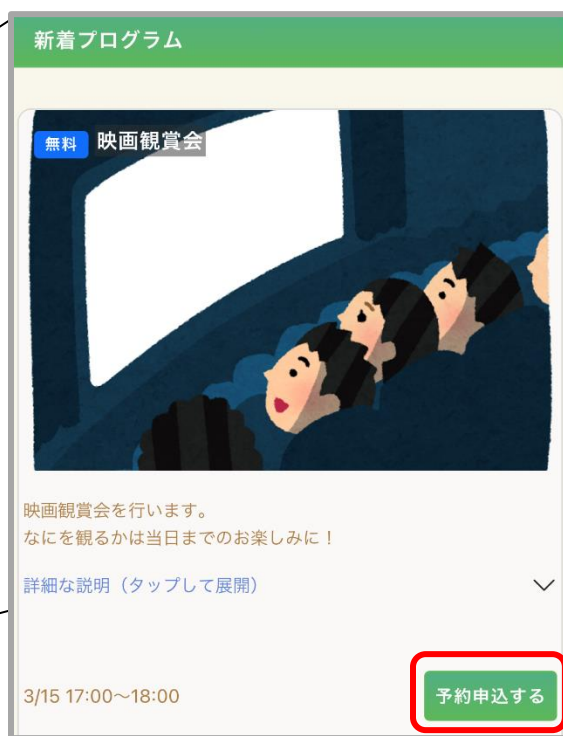 新着プログラム
無料 映画観賞会
映画観賞会を行います。
なにを観るかは当日までのお楽しみに！
詳細な説明（タップして展開）
3/15 17:00～18:00 予約申込する